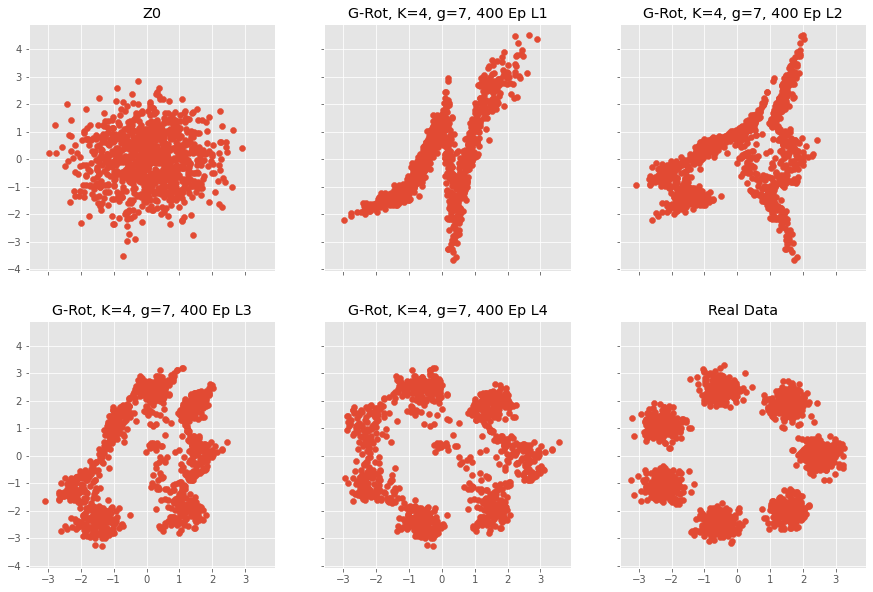 Z0
G-Rot, K=4, g=7, 400 Ep L1
G-Rot, K=4, g=7, 400 Ep L2
4
3
2
1
0
−1
−2
−3
−4
G-Rot, K=4, g=7, 400 Ep L3
G-Rot, K=4, g=7, 400 Ep L4
Real Data
4
3
2
1
0
−1
−2
−3
−4
−3 −2 −1 0 1 2 3
−3 −2 −1 0 1 2 3
−3 −2 −1 0 1 2 3